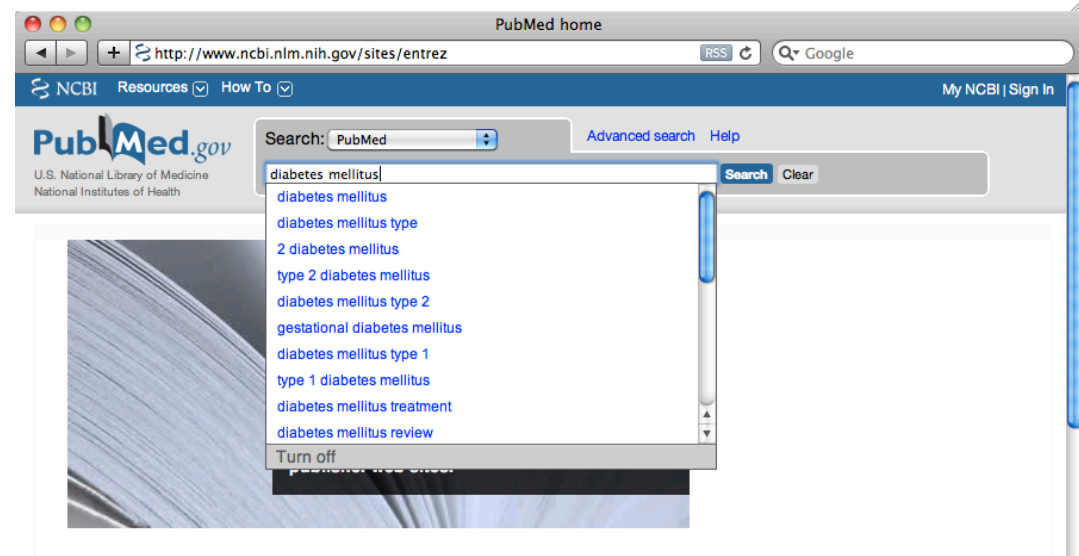 PubMed home
http://www.ncbi.nlm.nih.gov/sites/entrez RSS Google
NCBI Resources How To My NCBI | Sign In
PubMed.gov
U.S. National Library of Medicine
National Institutes of Health
Search: PubMed Advanced search Help
diabetes mellitus Search Clear
diabetes mellitus
diabetes mellitus type
2 diabetes mellitus
type 2 diabetes mellitus
diabetes mellitus type 2
gestational diabetes mellitus
diabetes mellitus type 1
type 1 diabetes mellitus
diabetes mellitus treatment
diabetes mellitus review
Turn off
publisher web sites.